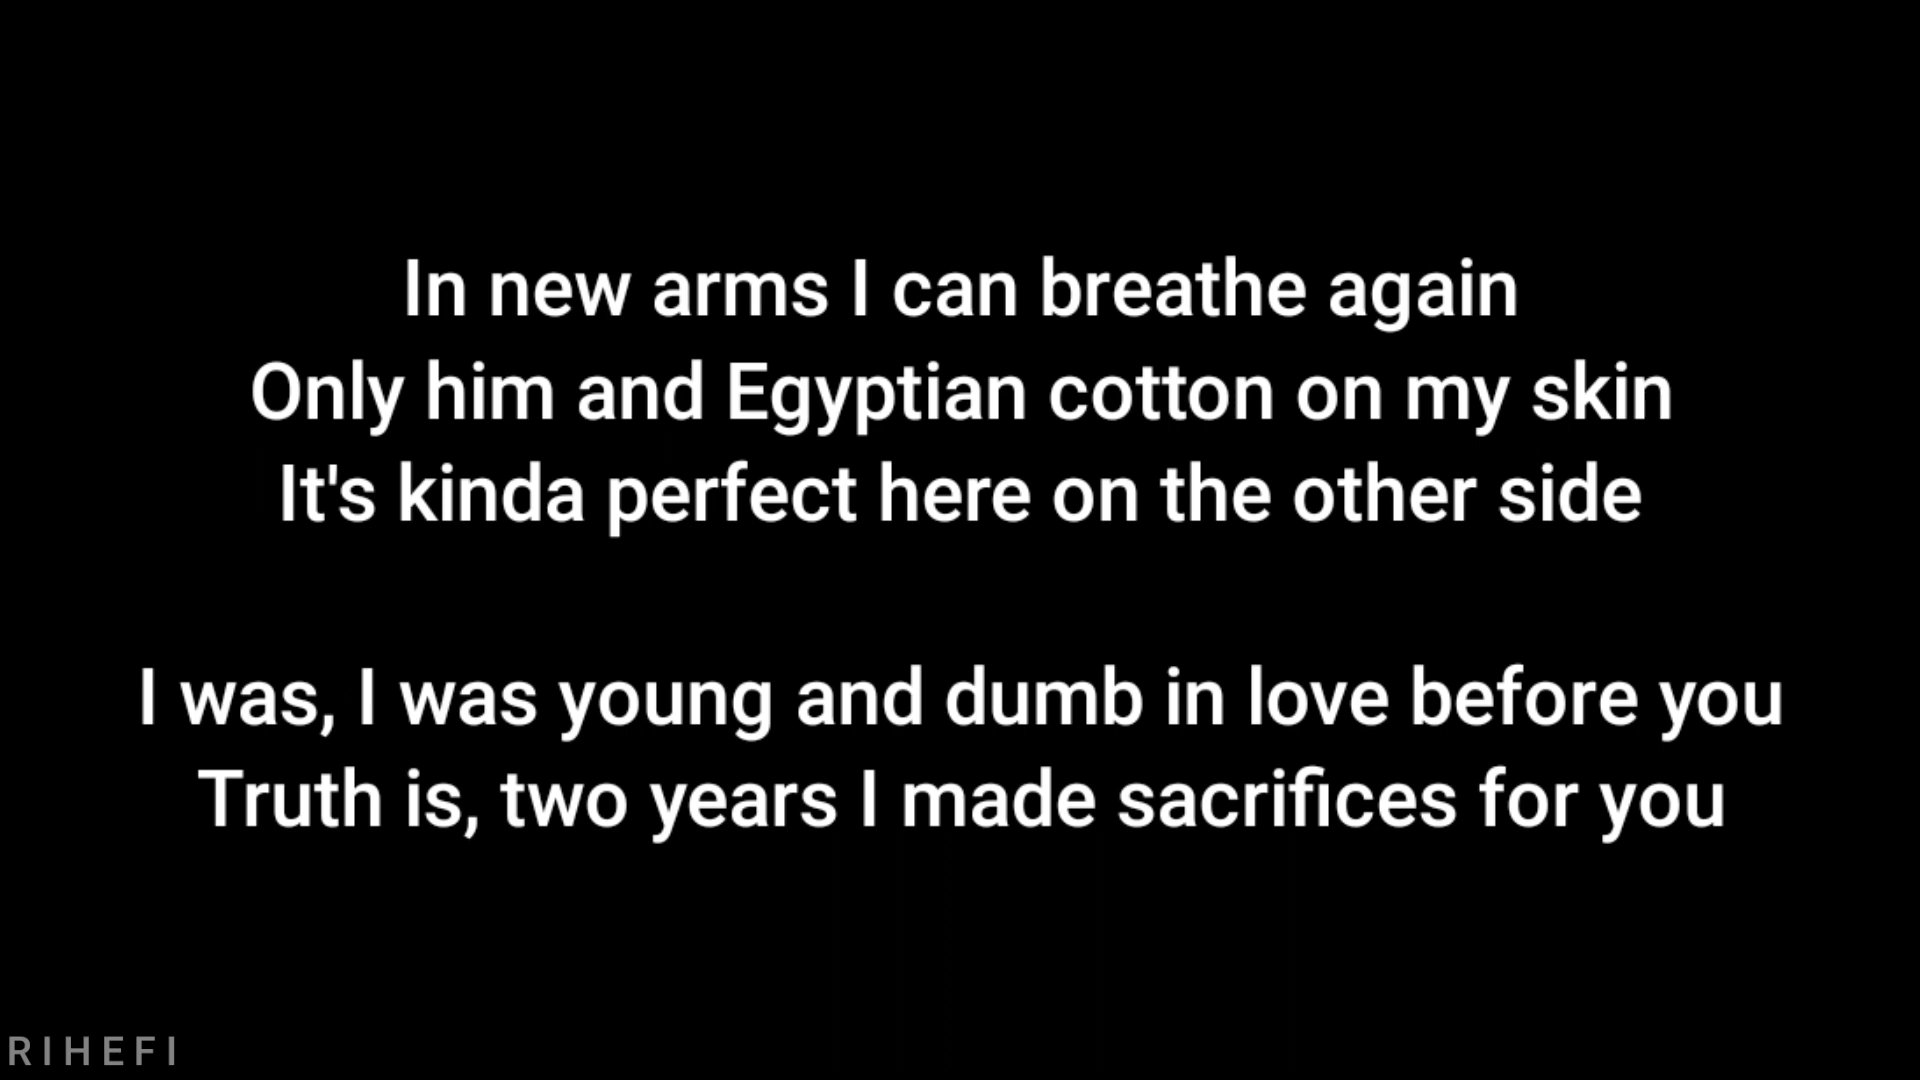 In new arms I can breathe again
Only him and Egyptian cotton on my skin
It's kinda perfect here on the other side
I was, I was young and dumb in love before you
Truth is, two years I made sacrifices for you
RIHEFI